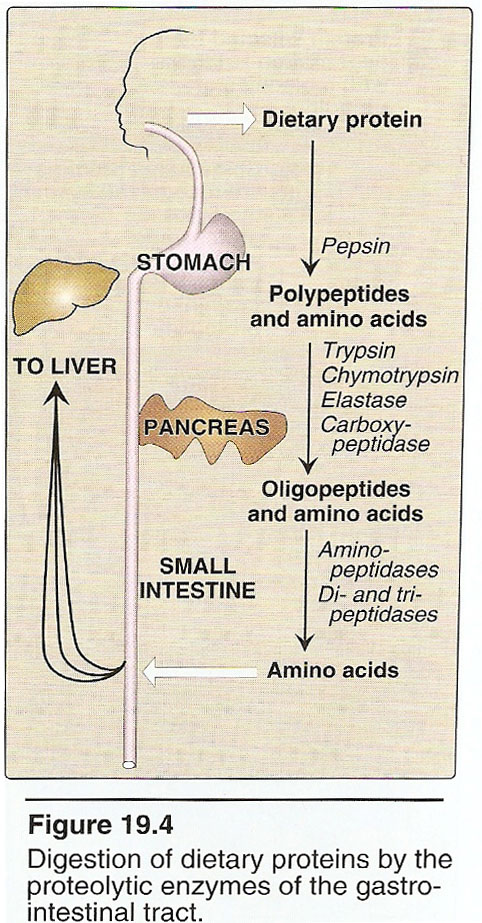 Dietary protein
Pepsin
STOMACH
Polypeptides
and amino acids
TO LIVER
Trypsin
Chymotrypsin
Elastase
Carboxy-
peptidase
PANCREAS
Oligopeptides
and amino acids
Amino-
peptidases
Di- and tri-
peptidases
SMALL
INTESTINE
Amino acids
Figure 19.4
Digestion of dietary proteins by the
proteolytic enzymes of the gastro-
intestinal tract.